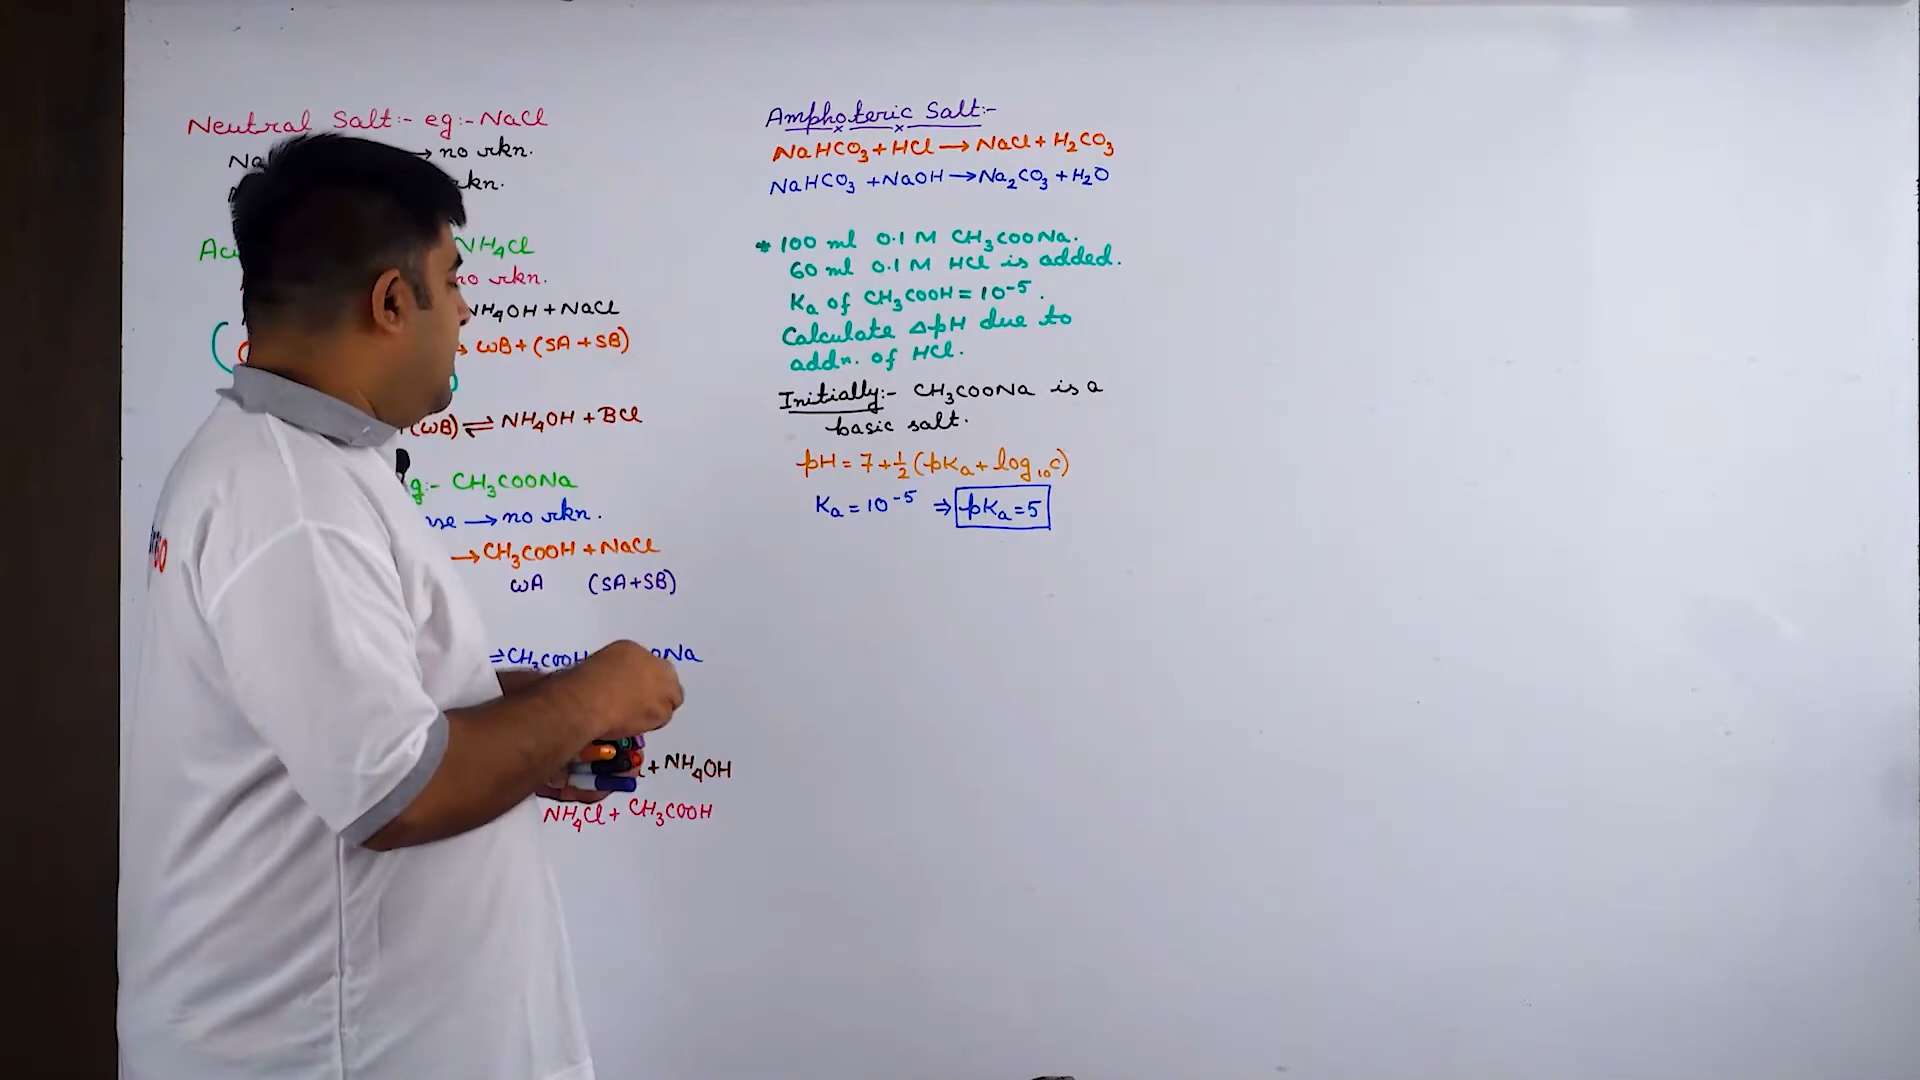 Neutral Salt:- eg:- NaCl
→ no rkn.
rkn.
NH₄Cl
no rkn.
NH₄OH + NaCl
→ WB + (SA + SB)
(WB) ⇌ NH₄OH + BCl
g:- CH₃COONa
→ no rkn.
→ CH₃COOH + NaCl
WA (SA+SB)
⇌ CH₃COOH
+ NH₄OH
NH₄Cl + CH₃COOH
Amphoteric Salt:-
NaHCO₃ + HCl → NaCl + H₂CO₃
NaHCO₃ + NaOH → Na₂CO₃ + H₂O
* 100 ml 0.1 M CH₃COONa.
60 ml 0.1 M HCl is added.
Ka of CH₃COOH = 10⁻⁵.
Calculate ΔpH due to
addn. of HCl.
Initially:- CH₃COONa is a
basic salt.
pH = 7 + ½ (pKa + log₁₀C)
Ka = 10⁻⁵ ⇒ pKa = 5